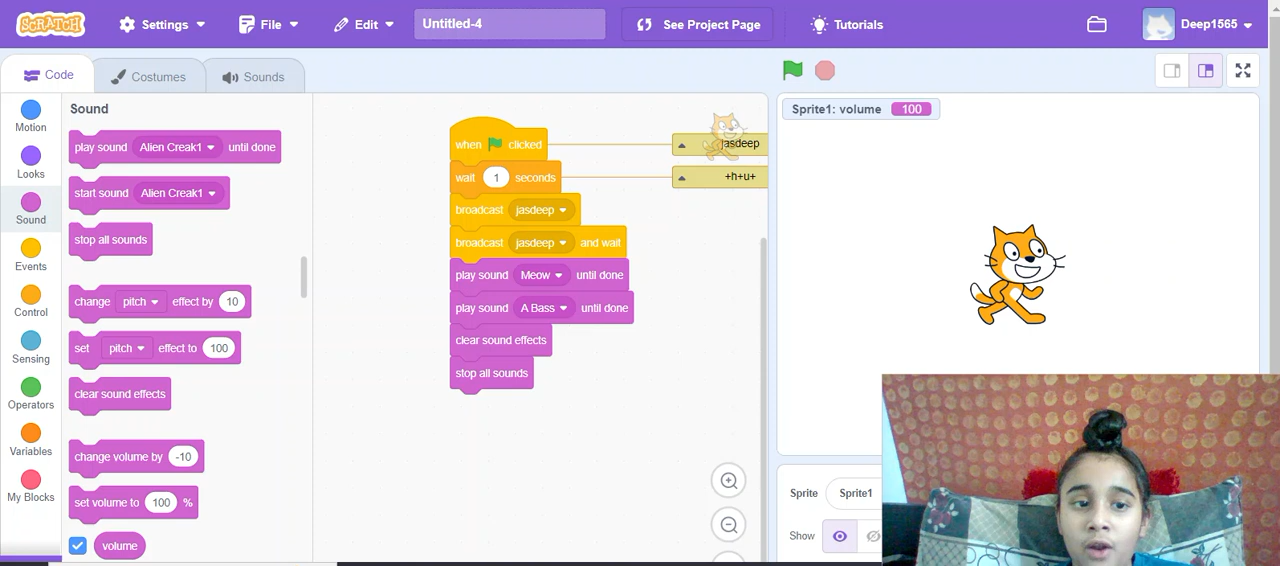 SCRATCH Settings File Edit Untitled-4 See Project Page Tutorials Deep1565
Code Costumes Sounds
Motion
Looks
Sound
Events
Control
Sensing
Operators
Variables
My Blocks
Sound
play sound Alien Creak1 until done
start sound Alien Creak1
stop all sounds
change pitch effect by 10
set pitch effect to 100
clear sound effects
change volume by -10
set volume to 100 %
volume
when clicked
wait 1 seconds
broadcast jasdeep
broadcast jasdeep and wait
play sound Meow until done
play sound A Bass until done
clear sound effects
stop all sounds
jasdeep
+h+u+
Sprite1: volume 100
Sprite Sprite1
Show